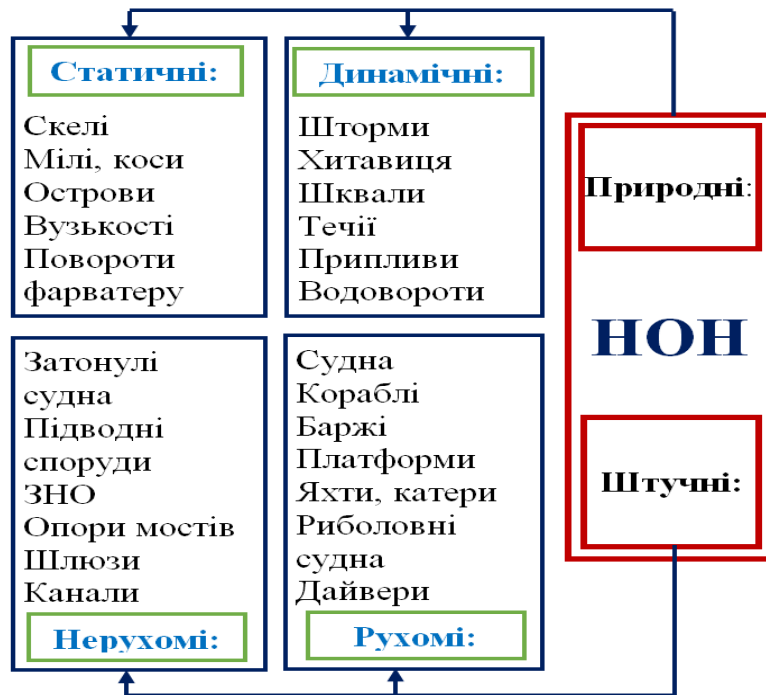 Статичні:
Скелі
Мілі, коси
Острови
Вузькості
Повороти
фарватеру
Динамічні:
Шторми
Хитавиця
Шквали
Течії
Припливи
Водовороти
Природні:
НОН
Штучні:
Затонулі
судна
Підводні
споруди
ЗНО
Опори мостів
Шлюзи
Канали
Нерухомі:
Судна
Кораблі
Баржі
Платформи
Яхти, катери
Риболовні
судна
Дайвери
Рухомі: